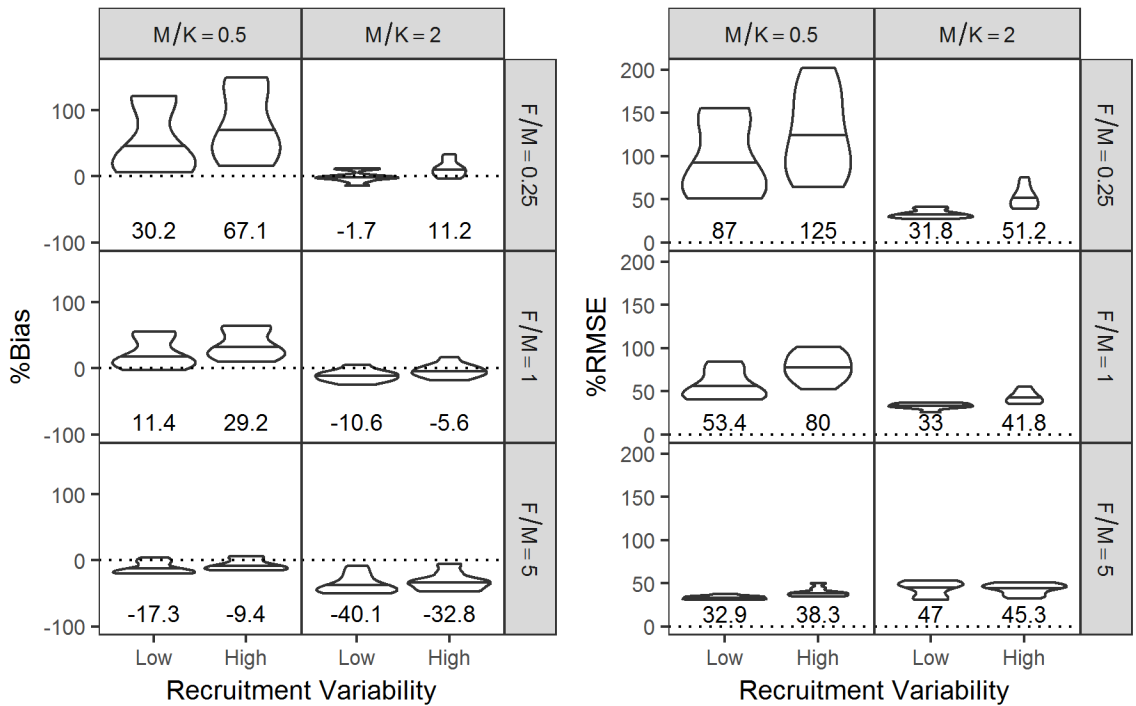 M/K = 0.5 M/K = 2
%Bias
100
0
-100
30.2 67.1 -1.7 11.2
F/M = 0.25
100
0
-100
11.4 29.2 -10.6 -5.6
F/M = 1
100
0
-100
-17.3 -9.4 -40.1 -32.8
F/M = 5
Low High Low High
Recruitment Variability
M/K = 0.5 M/K = 2
%RMSE
200
150
100
50
0
87 125 31.8 51.2
F/M = 0.25
200
150
100
50
0
53.4 80 33 41.8
F/M = 1
200
150
100
50
0
32.9 38.3 47 45.3
F/M = 5
Low High Low High
Recruitment Variability